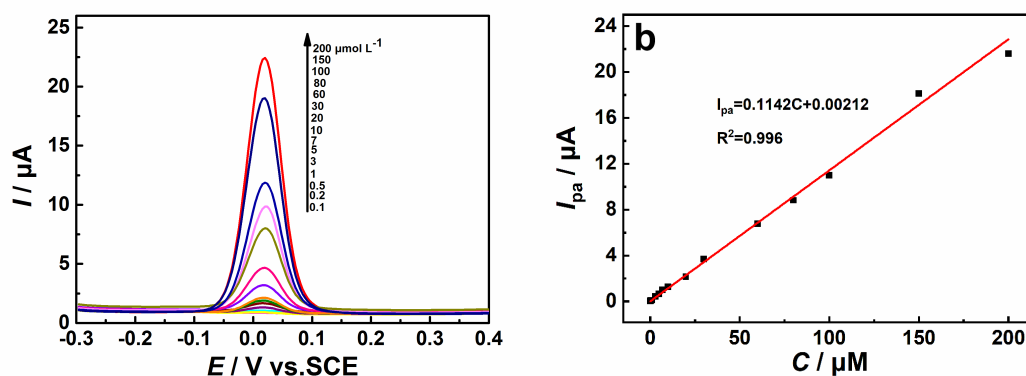 25
20
15
10
5
0
I / µA
-0.3 -0.2 -0.1 0.0 0.1 0.2 0.3 0.4
E / V vs.SCE
200 µmol L⁻¹
150
100
80
60
30
20
10
7
5
3
1
0.5
0.2
0.1
b
24
20
16
12
8
4
0
I_pa / µA
I_pa=0.1142C+0.00212
R²=0.996
0 50 100 150 200
C / µM